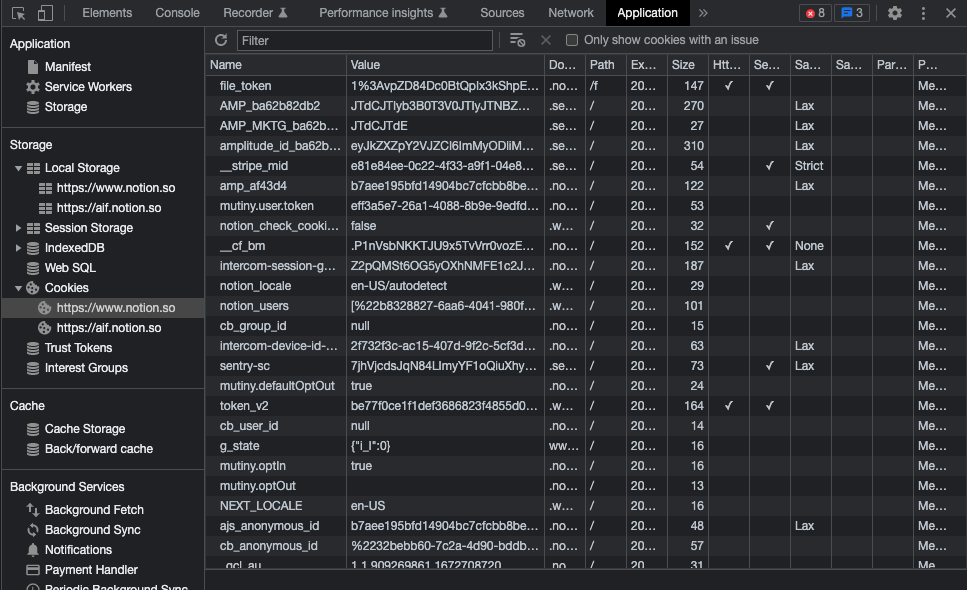 Elements Console Recorder Performance insights Sources Network Application » 8 3
Application
Manifest
Service Workers
Storage
Storage
Local Storage
https://www.notion.so
https://aif.notion.so
Session Storage
IndexedDB
Web SQL
Cookies
https://www.notion.so
https://aif.notion.so
Trust Tokens
Interest Groups
Cache
Cache Storage
Back/forward cache
Background Services
Background Fetch
Background Sync
Notifications
Payment Handler
Periodic Background Sync
Filter Only show cookies with an issue
Name Value Do... Path Ex... Size Htt... Se... Sa... Sa... Par... P...
file_token 1%3AvpZD84Dc0BtQpIx3kShpE... .no... /f 20... 147 ✓ ✓ Me...
AMP_ba62b82db2 JTdCJTIyb3B0T3V0JTIyJTNBZ... .se... / 20... 270 Lax Me...
AMP_MKTG_ba62b... JTdCJTdE .se... / 20... 27 Lax Me...
amplitude_id_ba62b... eyJkZXZpY2VJZCI6ImMyODliM... .se... / 20... 310 Lax Me...
__stripe_mid e81e84ee-0c22-4f33-a9f1-04e8... .se... / 20... 54 ✓ Strict Me...
amp_af43d4 b7aee195bfd14904bc7cfcbb8be... .no... / 20... 122 Lax Me...
mutiny.user.token eff3a5e7-26a1-4088-8b9e-9edfd... .no... / 20... 53 Me...
notion_check_cooki... false .w... / 20... 32 ✓ Me...
__cf_bm .P1nVsbNKKTJU9x5TvVrr0vozE... .no... / 20... 152 ✓ ✓ None Me...
intercom-session-g... Z2pQMSt6OG5yOXhNMFE1c2J... .no... / 20... 187 Lax Me...
notion_locale en-US/autodetect .w... / 20... 29 Me...
notion_users [%22b8328827-6aa6-4041-980f... .w... / 20... 101 Me...
cb_group_id null .no... / 20... 15 Me...
intercom-device-id-... 2f732f3c-ac15-407d-9f2c-5cf3d... .no... / 20... 63 Lax Me...
sentry-sc 7jhVjcdsJqN84LImyYF1oQiuXhy... .se... / 20... 73 ✓ Lax Me...
mutiny.defaultOptOut true .no... / 20... 24 Me...
token_v2 be77f0ce1f1def3686823f4855d0... .w... / 20... 164 ✓ ✓ Me...
cb_user_id null .no... / 20... 14 Me...
g_state {"i_l":0} ww... / 20... 16 Me...
mutiny.optIn true .no... / 20... 16 Me...
mutiny.optOut .no... / 20... 13 Me...
NEXT_LOCALE en-US .w... / 20... 16 Me...
ajs_anonymous_id b7aee195bfd14904bc7cfcbb8be... .no... / 20... 48 Lax Me...
cb_anonymous_id %2232bebb60-7c2a-4d90-bddb... .no... / 20... 57 Me...
_gcl_au 1.1.909269861.1672708720 .no... / 20... 31 Me...